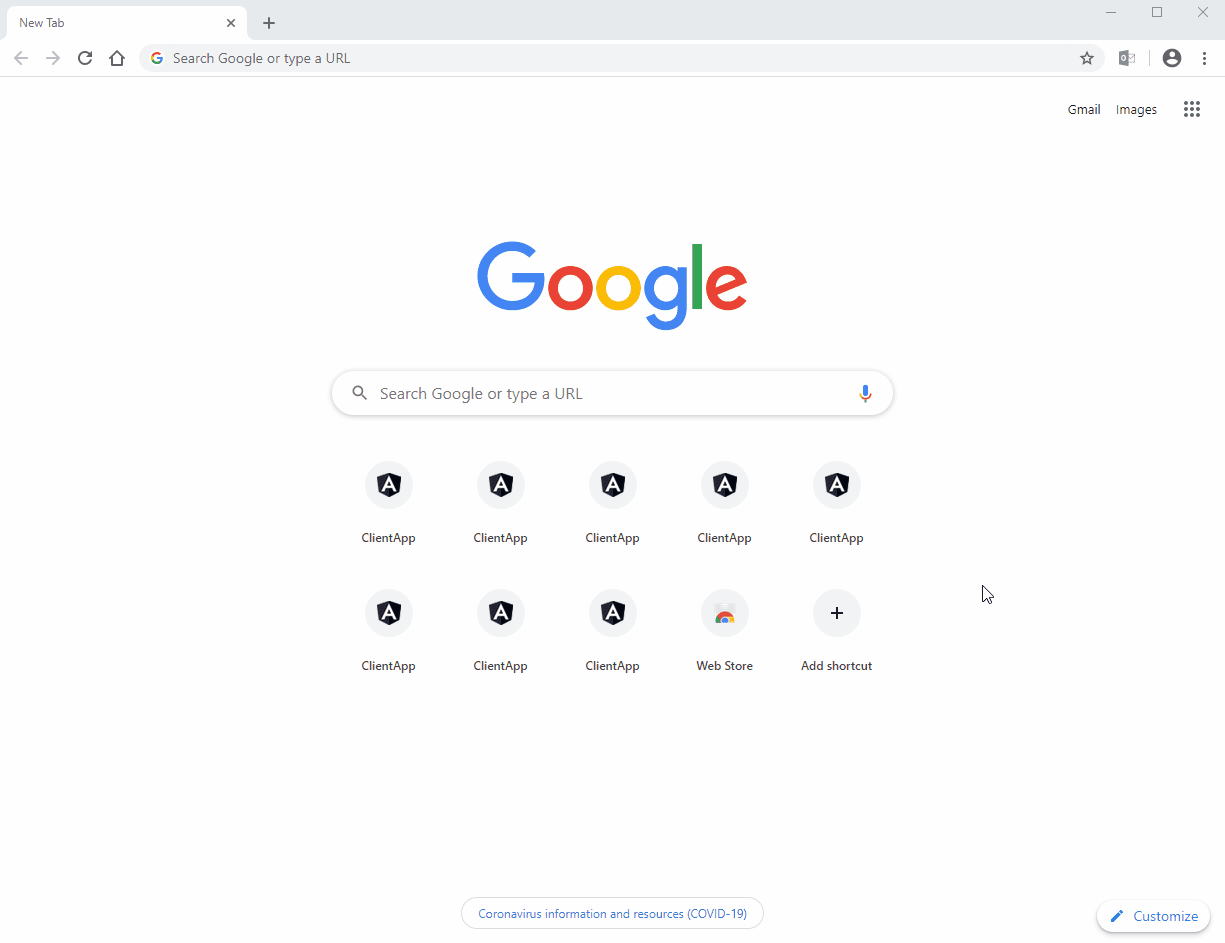 New Tab
Search Google or type a URL
Gmail Images
Google
Search Google or type a URL
ClientApp ClientApp ClientApp ClientApp ClientApp
ClientApp ClientApp ClientApp Web Store Add shortcut
Coronavirus information and resources (COVID-19)
Customize